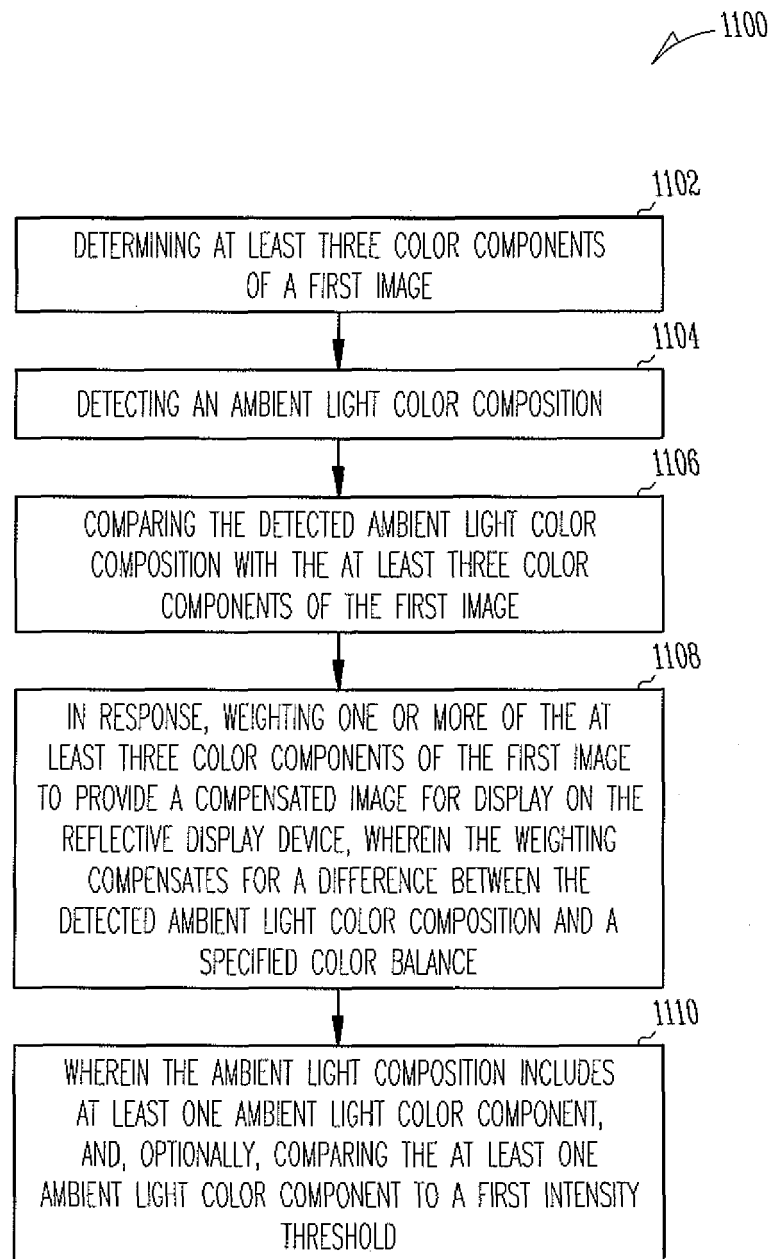 1100
1102
DETERMINING AT LEAST THREE COLOR COMPONENTS
OF A FIRST IMAGE
1104
DETECTING AN AMBIENT LIGHT COLOR COMPOSITION
1106
COMPARING THE DETECTED AMBIENT LIGHT COLOR
COMPOSITION WITH THE AT LEAST THREE COLOR
COMPONENTS OF THE FIRST IMAGE
1108
IN RESPONSE, WEIGHTING ONE OR MORE OF THE AT
LEAST THREE COLOR COMPONENTS OF THE FIRST IMAGE
TO PROVIDE A COMPENSATED IMAGE FOR DISPLAY ON THE
REFLECTIVE DISPLAY DEVICE, WHEREIN THE WEIGHTING
COMPENSATES FOR A DIFFERENCE BETWEEN THE
DETECTED AMBIENT LIGHT COLOR COMPOSITION AND A
SPECIFIED COLOR BALANCE
1110
WHEREIN THE AMBIENT LIGHT COMPOSITION INCLUDES
AT LEAST ONE AMBIENT LIGHT COLOR COMPONENT,
AND, OPTIONALLY, COMPARING THE AT LEAST ONE
AMBIENT LIGHT COLOR COMPONENT TO A FIRST INTENSITY
THRESHOLD